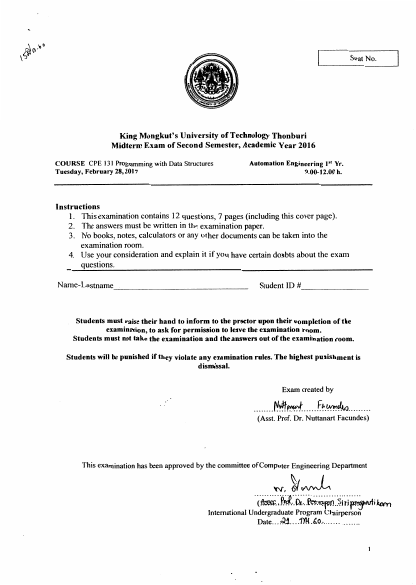 Seat No.
King Mongkut's University of Technology Thonburi
Midterm Exam of Second Semester, Academic Year 2016
COURSE CPE 131 Programming with Data Structures Automation Engineering 1st Yr.
Tuesday, February 28, 2017 9.00-12.00 h.
Instructions
1. This examination contains 12 questions, 7 pages (including this cover page).
2. The answers must be written in the examination paper.
3. No books, notes, calculators or any other documents can be taken into the
examination room.
4. Use your consideration and explain it if you have certain doubts about the exam
questions.
Name-Lastname Student ID #
Students must raise their hand to inform to the proctor upon their completion of the
examination, to ask for permission to leave the examination room.
Students must not take the examination and the answers out of the examination room.
Students will be punished if they violate any examination rules. The highest punishment is
dismissal.
Exam created by
Nuttanart Facundes
(Asst. Prof. Dr. Nuttanart Facundes)
This examination has been approved by the committee of Computer Engineering Department
(Assoc. Prof. Dr.
International Undergraduate Program Chairperson
Date 21
1